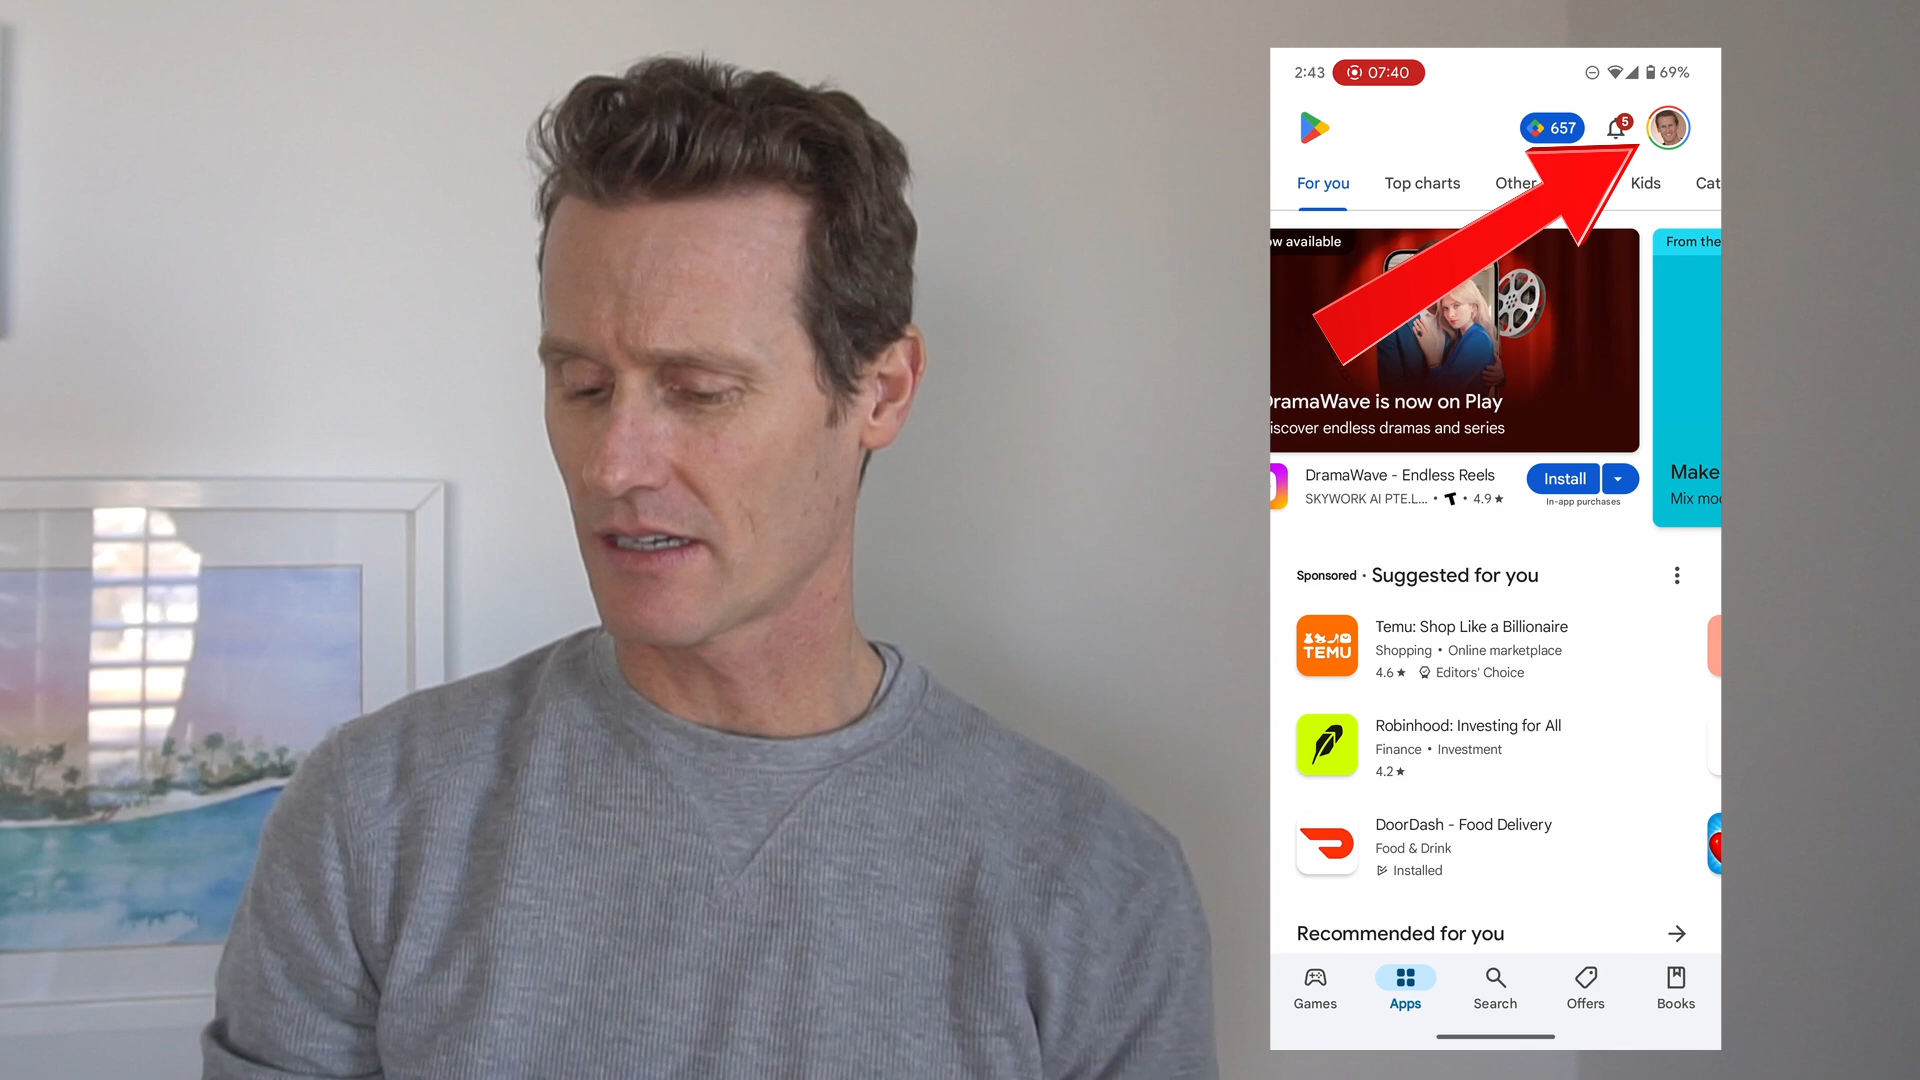 2:43
07:40
69%
657
5
For you
Top charts
Other
Kids
Cat
ow available
From the
DramaWave is now on Play
iscover endless dramas and series
Make
Mix mod
DramaWave - Endless Reels
SKYWORK AI PTE.L... • T • 4.9★
Install
In-app purchases
Sponsored • Suggested for you
TEMU
Temu: Shop Like a Billionaire
Shopping • Online marketplace
4.6★ Editors' Choice
Robinhood: Investing for All
Finance • Investment
4.2★
DoorDash - Food Delivery
Food & Drink
Installed
Recommended for you
Games
Apps
Search
Offers
Books